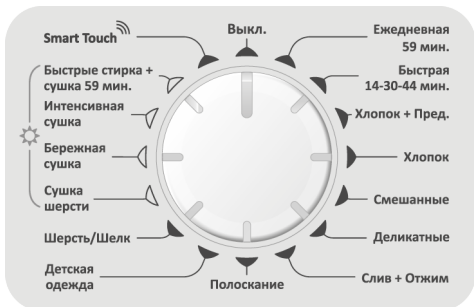 Smart Touch
Выкл.
Ежедневная
59 мин.
Быстрые стирка +
сушка 59 мин.
Быстрая
14-30-44 мин.
Интенсивная
сушка
Хлопок + Пред.
Бережная
сушка
Хлопок
Сушка
шерсти
Смешанные
Шерсть/Шелк
Деликатные
Детская
одежда
Полоскание
Слив + Отжим